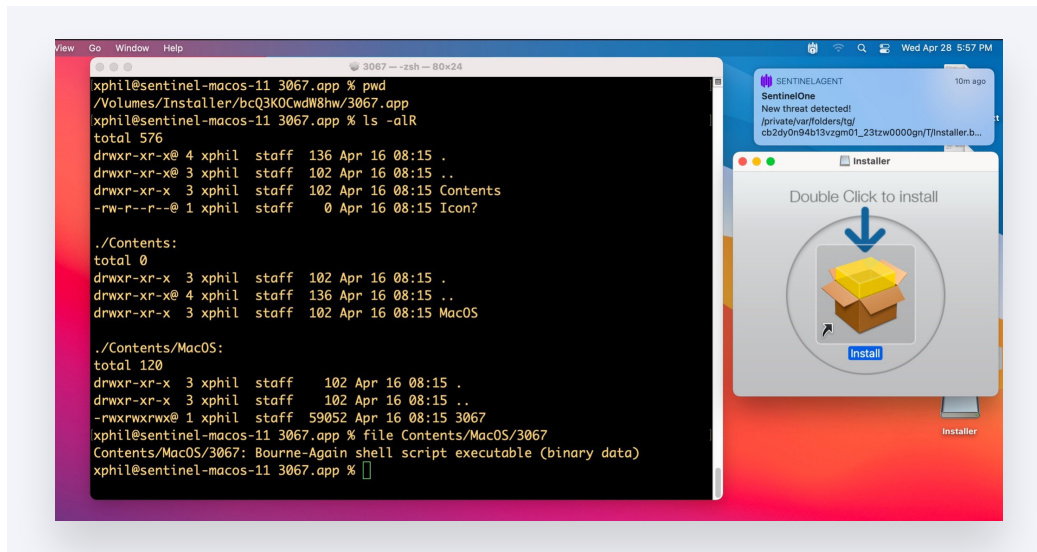 View Go Window Help
Wed Apr 28 5:57 PM
3067 — -zsh — 80×24
xphil@sentinel-macos-11 3067.app % pwd
/Volumes/Installer/bcQ3KOCwdW8hw/3067.app
xphil@sentinel-macos-11 3067.app % ls -alR
total 576
drwxr-xr-x@ 4 xphil staff 136 Apr 16 08:15 .
drwxr-xr-x@ 3 xphil staff 102 Apr 16 08:15 ..
drwxr-xr-x 3 xphil staff 102 Apr 16 08:15 Contents
-rw-r--r--@ 1 xphil staff 0 Apr 16 08:15 Icon?
./Contents:
total 0
drwxr-xr-x 3 xphil staff 102 Apr 16 08:15 .
drwxr-xr-x@ 4 xphil staff 136 Apr 16 08:15 ..
drwxr-xr-x 3 xphil staff 102 Apr 16 08:15 MacOS
./Contents/MacOS:
total 120
drwxr-xr-x 3 xphil staff 102 Apr 16 08:15 .
drwxr-xr-x 3 xphil staff 102 Apr 16 08:15 ..
-rwxrwxrwx@ 1 xphil staff 59052 Apr 16 08:15 3067
xphil@sentinel-macos-11 3067.app % file Contents/MacOS/3067
Contents/MacOS/3067: Bourne-Again shell script executable (binary data)
xphil@sentinel-macos-11 3067.app %
SENTINELAGENT 10m ago
SentinelOne
New threat detected!
/private/var/folders/tg/
cb2dy0n94b13vzgm01_23tzw0000gn/T/Installer.b...
Installer
Double Click to install
Install
Installer